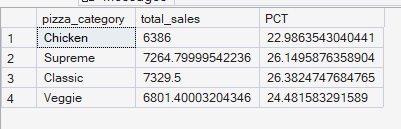 pizza_category total_sales PCT
1 Chicken 6386 22.9863543040441
2 Supreme 7264.79999542236 26.1495876358904
3 Classic 7329.5 26.3824747684765
4 Veggie 6801.40003204346 24.481583291589